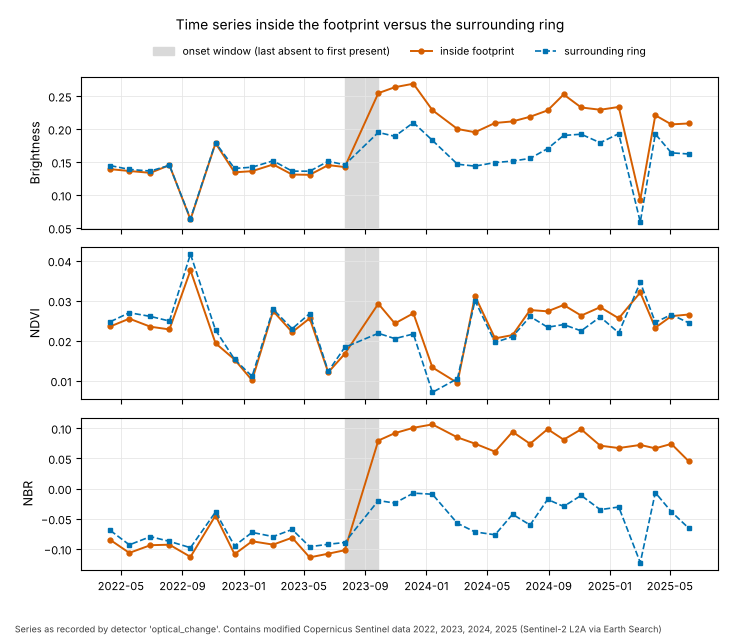 Time series inside the footprint versus the surrounding ring
onset window (last absent to first present) inside footprint surrounding ring
Brightness
0.25
0.20
0.15
0.10
0.05
NDVI
0.04
0.03
0.02
0.01
NBR
0.10
0.05
0.00
−0.05
−0.10
2022-05 2022-09 2023-01 2023-05 2023-09 2024-01 2024-05 2024-09 2025-01 2025-05
Series as recorded by detector 'optical_change'. Contains modified Copernicus Sentinel data 2022, 2023, 2024, 2025 (Sentinel-2 L2A via Earth Search)